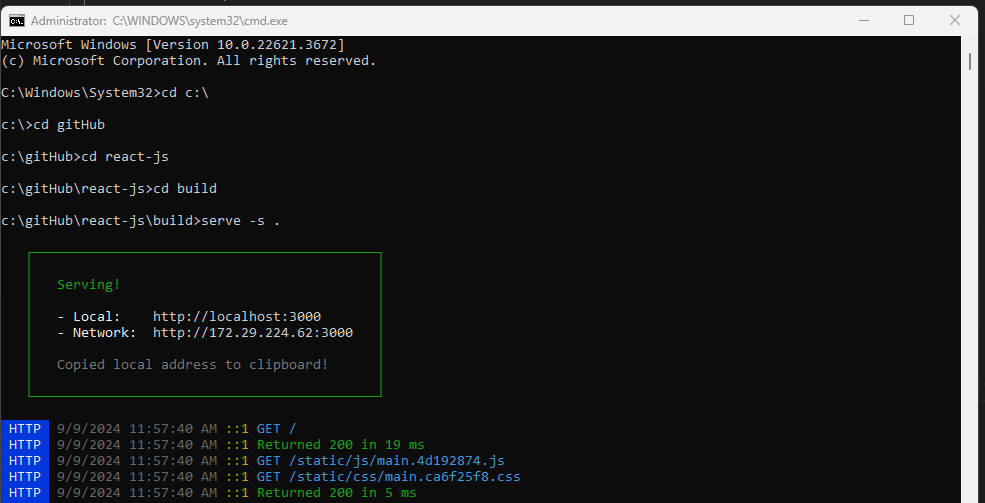 Administrator: C:\WINDOWS\system32\cmd.exe
Microsoft Windows [Version 10.0.22621.3672]
(c) Microsoft Corporation. All rights reserved.
C:\Windows\System32>cd c:\
c:\>cd gitHub
c:\gitHub>cd react-js
c:\gitHub\react-js>cd build
c:\gitHub\react-js\build>serve -s .
Serving!
- Local:    http://localhost:3000
- Network:  http://172.29.224.62:3000
Copied local address to clipboard!
HTTP  9/9/2024 11:57:40 AM ::1 GET /
HTTP  9/9/2024 11:57:40 AM ::1 Returned 200 in 19 ms
HTTP  9/9/2024 11:57:40 AM ::1 GET /static/js/main.4d192874.js
HTTP  9/9/2024 11:57:40 AM ::1 GET /static/css/main.ca6f25f8.css
HTTP  9/9/2024 11:57:40 AM ::1 Returned 200 in 5 ms